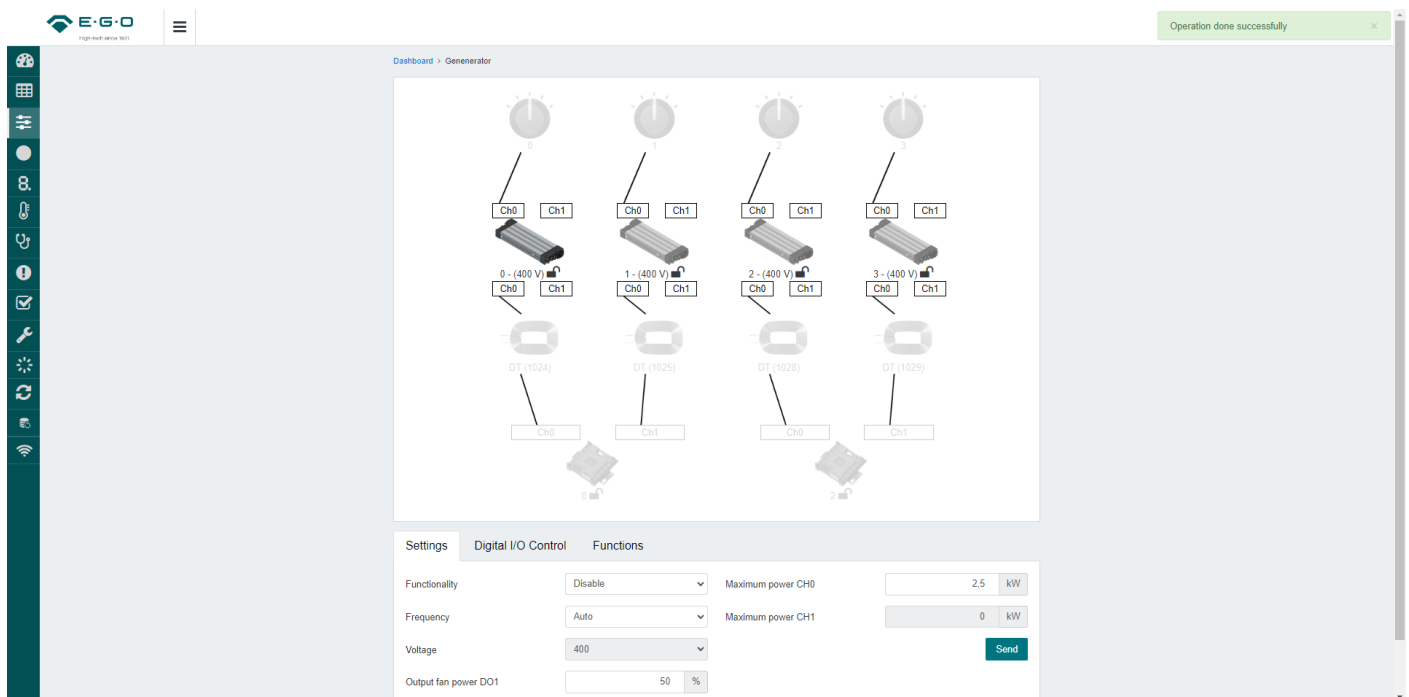 E·G·O
High-tech since 1931
Operation done successfully ×
Dashboard > Genenerator
0 1 2 3
Ch0 Ch1 Ch0 Ch1 Ch0 Ch1 Ch0 Ch1
0 - (400 V) 1 - (400 V) 2 - (400 V) 3 - (400 V)
Ch0 Ch1 Ch0 Ch1 Ch0 Ch1 Ch0 Ch1
DT (1024) DT (1025) DT (1028) DT (1029)
Ch0 Ch1 Ch0 Ch1
0 2
Settings Digital I/O Control Functions
Functionality Disable Maximum power CH0 2,5 kW
Frequency Auto Maximum power CH1 0 kW
Voltage 400 Send
Output fan power DO1 50 %
8.